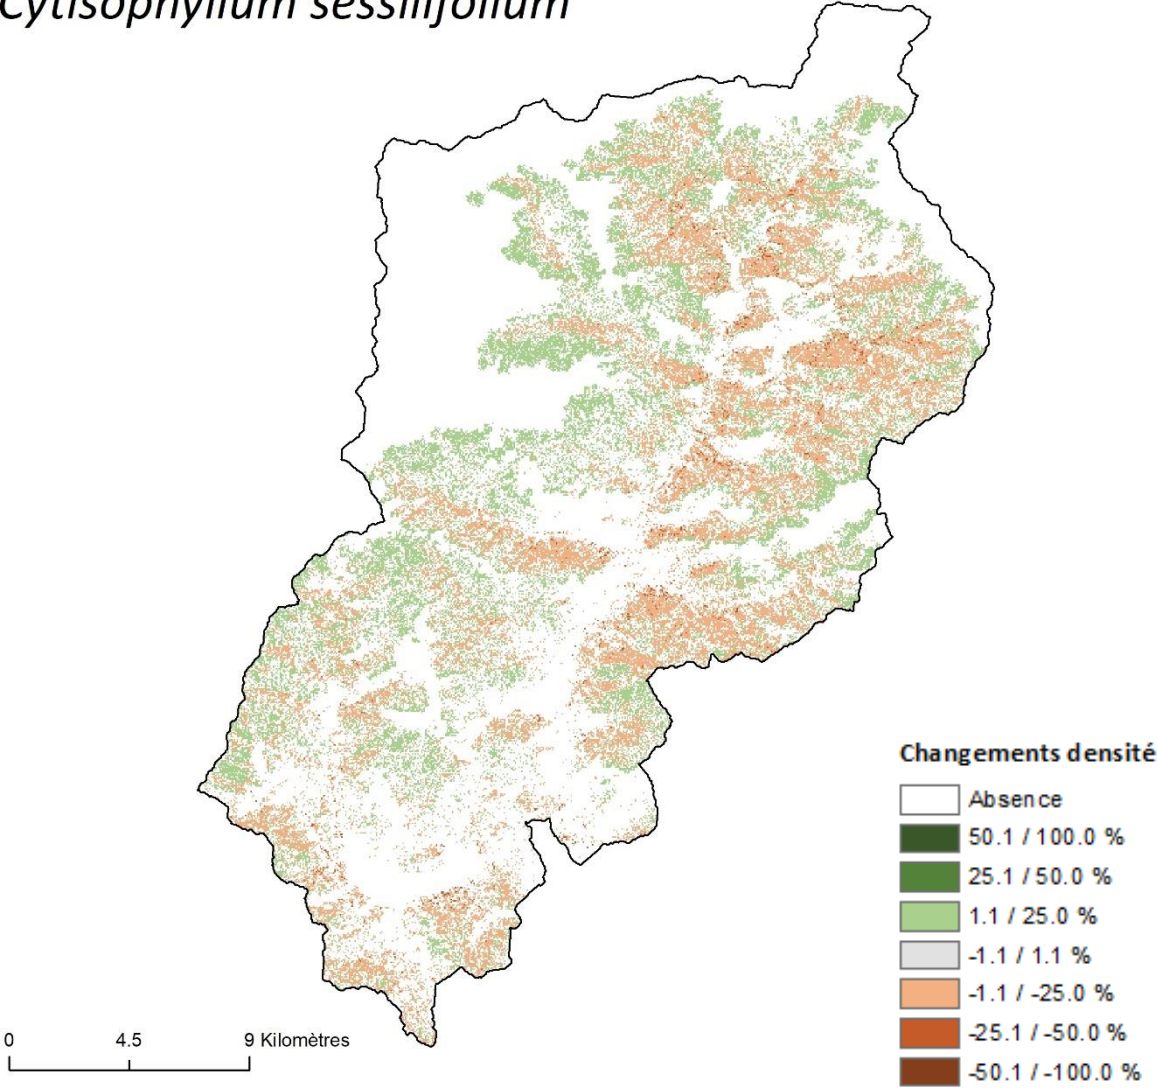 Cytisophyllum sessilifolium
Changements densité
Absence
50.1 / 100.0 %
25.1 / 50.0 %
1.1 / 25.0 %
-1.1 / 1.1 %
-1.1 / -25.0 %
-25.1 / -50.0 %
-50.1 / -100.0 %
0 4.5 9 Kilomètres